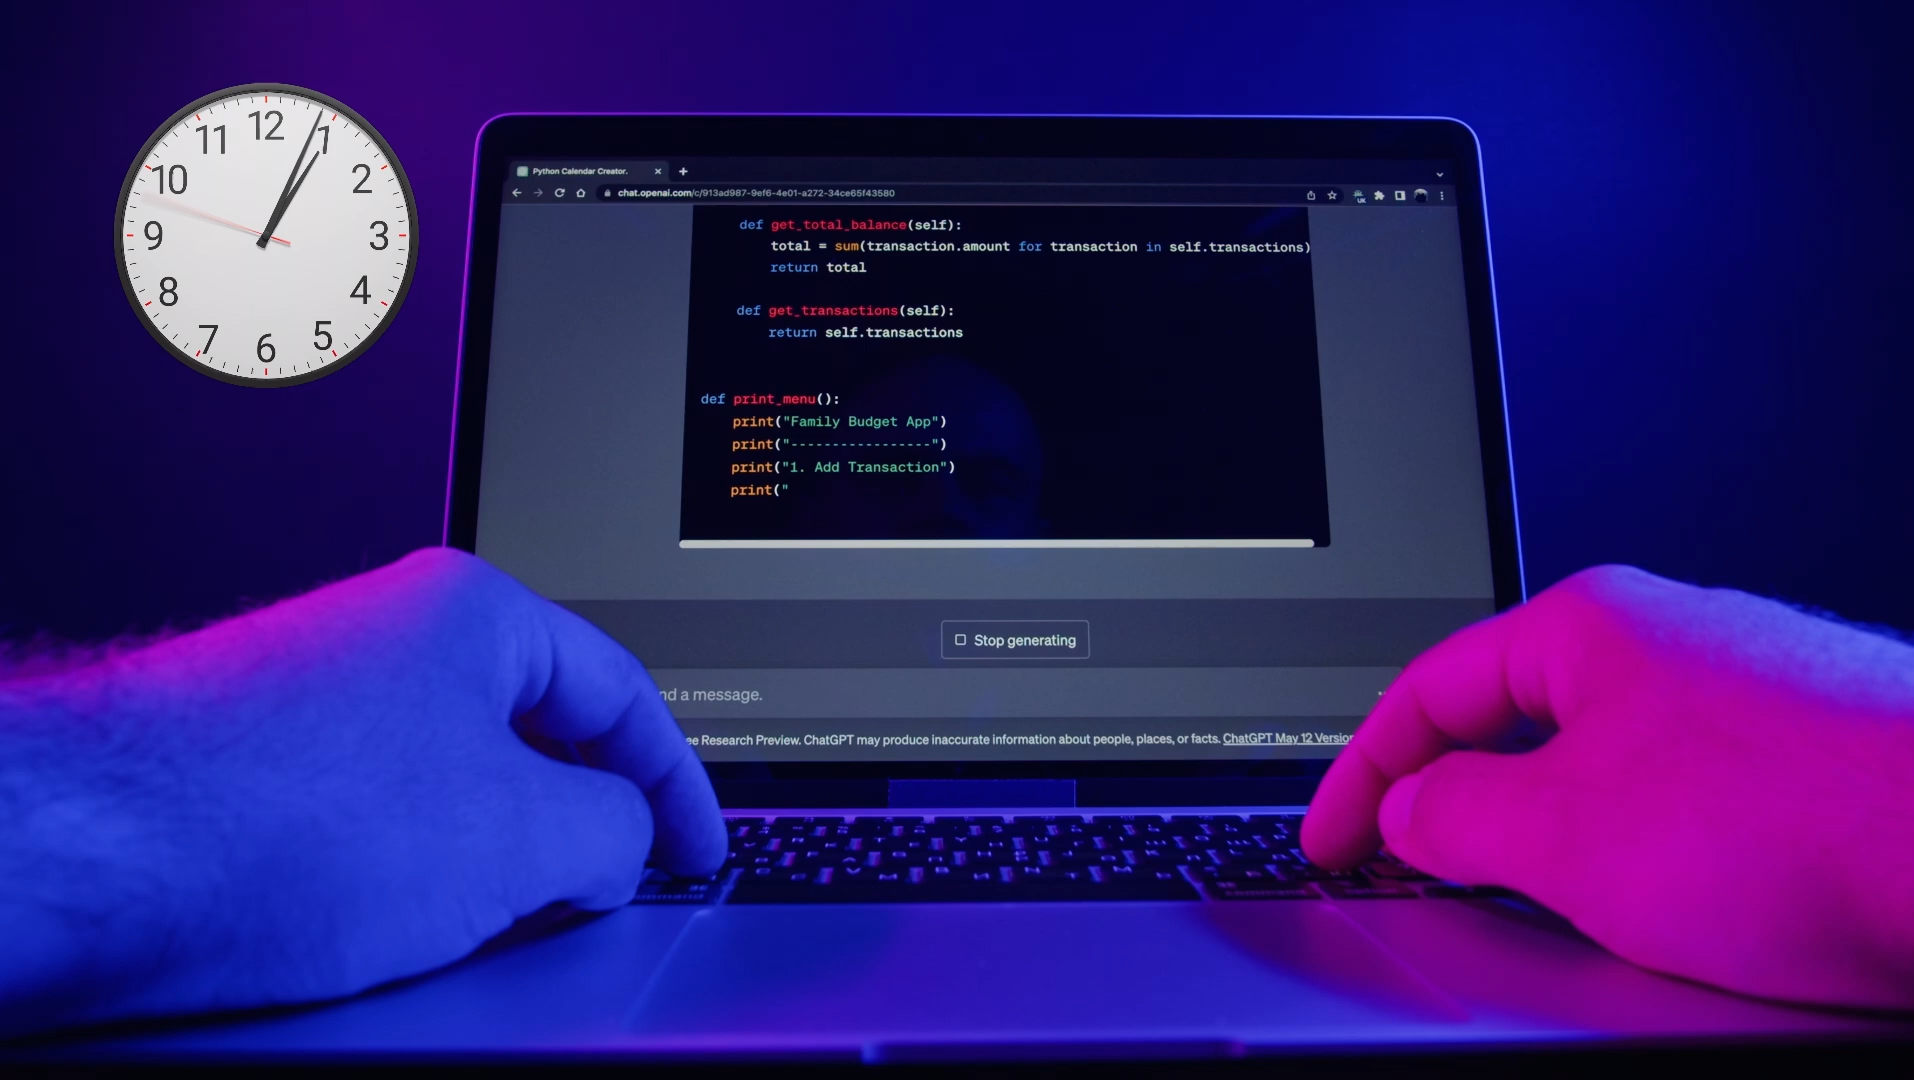 12
11
1
10
2
9
3
8
4
7
5
6
Python Calendar Creator.
chat.openai.com/c/913ad987-9ef6-4e01-a272-34ce65f43580
UK
def get_total_balance(self):
total = sum(transaction.amount for transaction in self.transactions)
return total
def get_transactions(self):
return self.transactions
def print_menu():
print("Family Budget App")
print("-----------------")
print("1. Add Transaction")
print("
Stop generating
nd a message.
ee Research Preview. ChatGPT may produce inaccurate information about people, places, or facts. ChatGPT May 12 Version